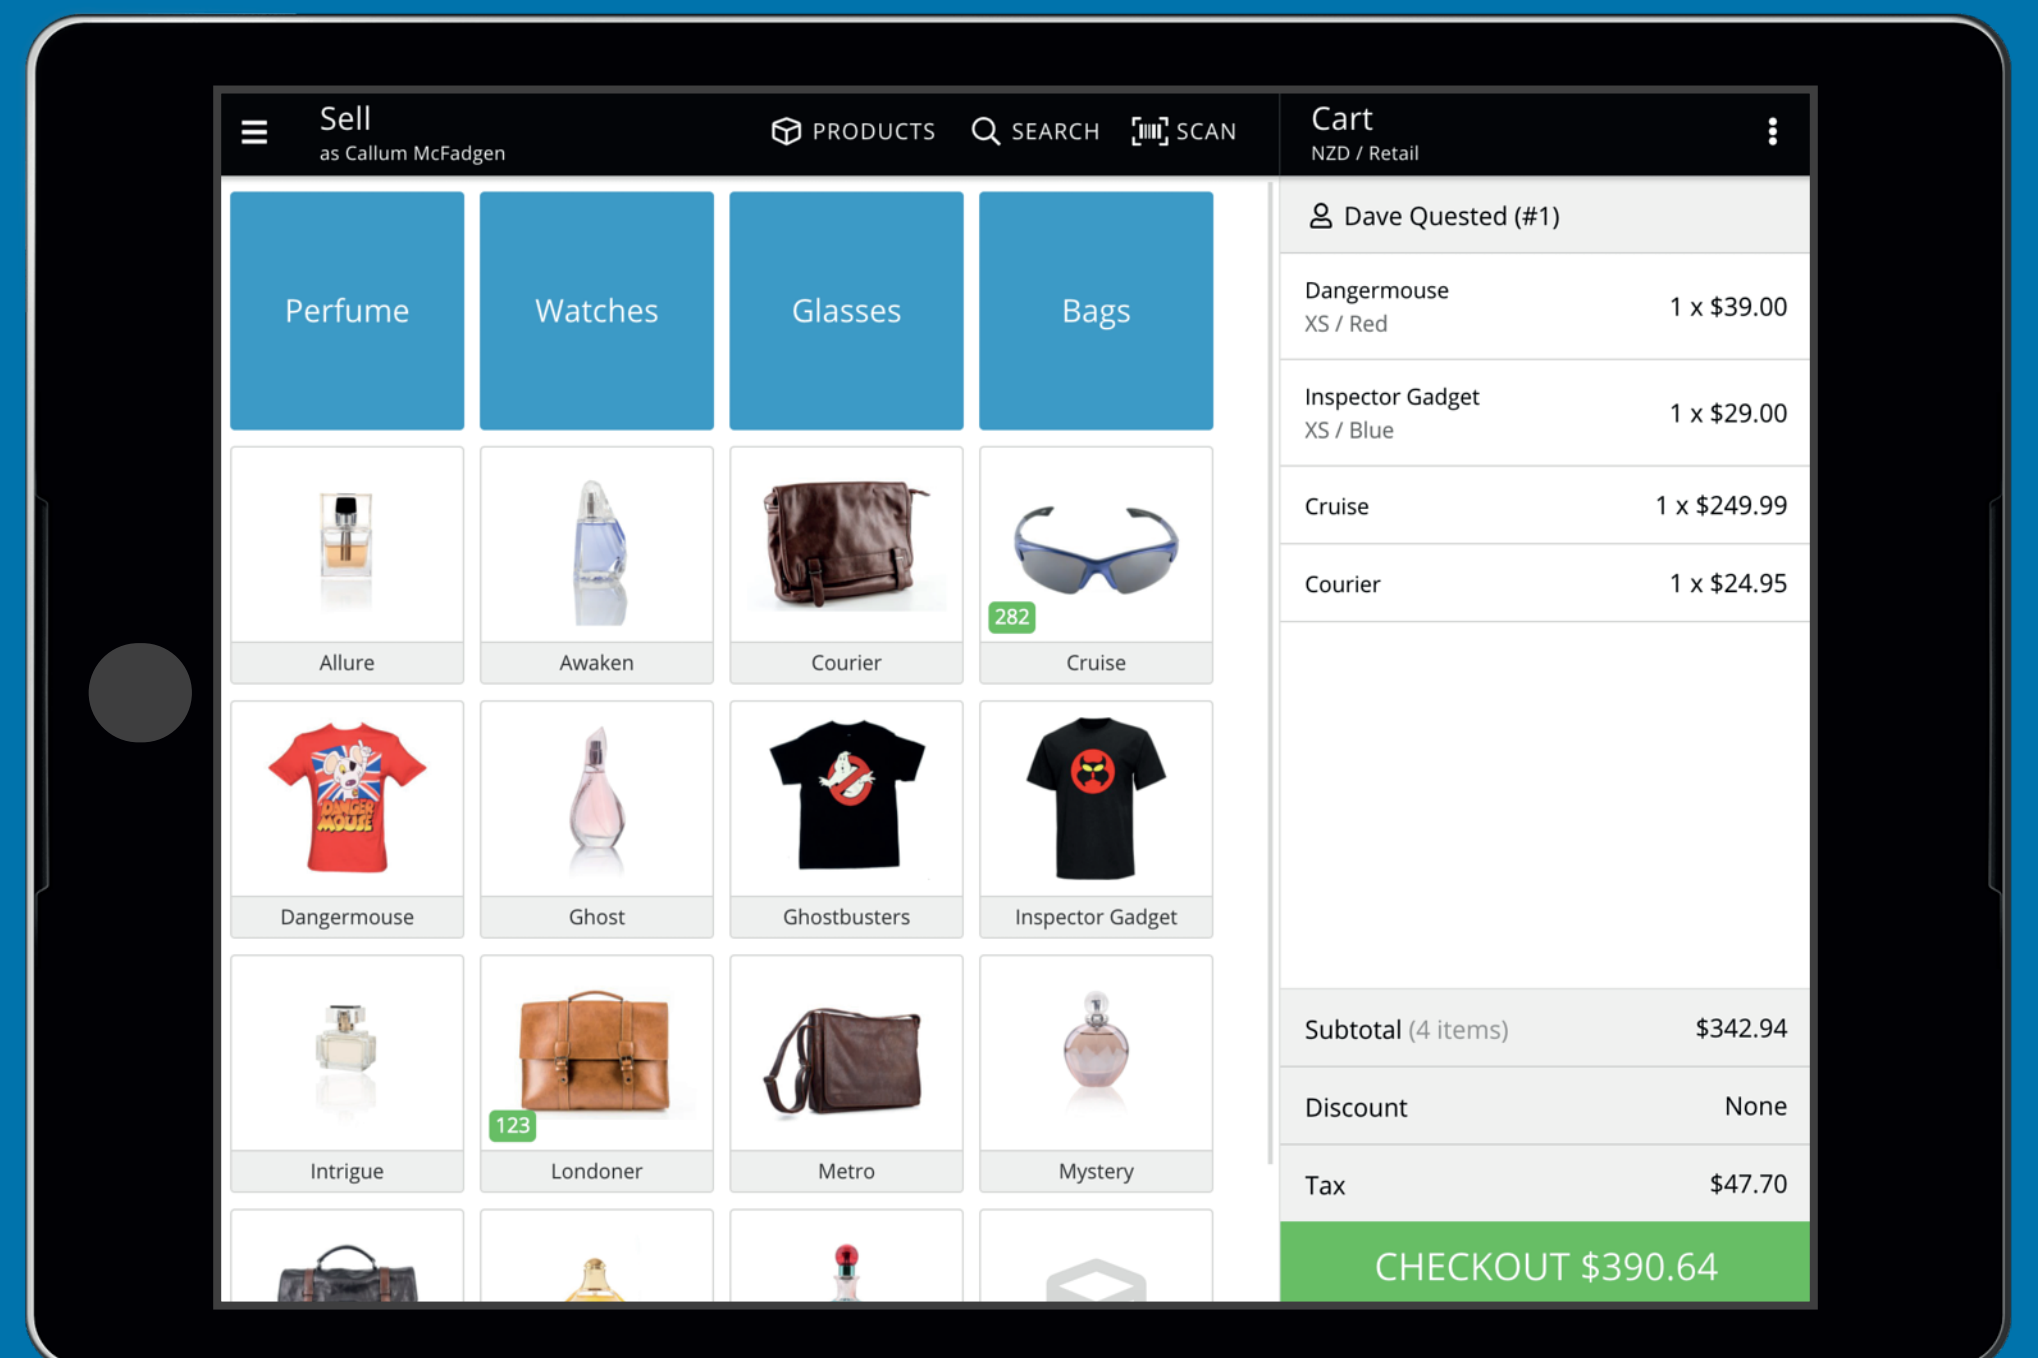 Sell
as Callum McFadgen
PRODUCTS
SEARCH
SCAN
Cart
NZD / Retail
Perfume
Watches
Glasses
Bags
Allure
Awaken
Courier
282
Cruise
DANGER
MOUSE
Dangermouse
Ghost
Ghostbusters
Inspector Gadget
Intrigue
123
Londoner
Metro
Mystery
Dave Quested (#1)
Dangermouse
XS / Red
1 x $39.00
Inspector Gadget
XS / Blue
1 x $29.00
Cruise
1 x $249.99
Courier
1 x $24.95
Subtotal (4 items)
$342.94
Discount
None
Tax
$47.70
CHECKOUT $390.64